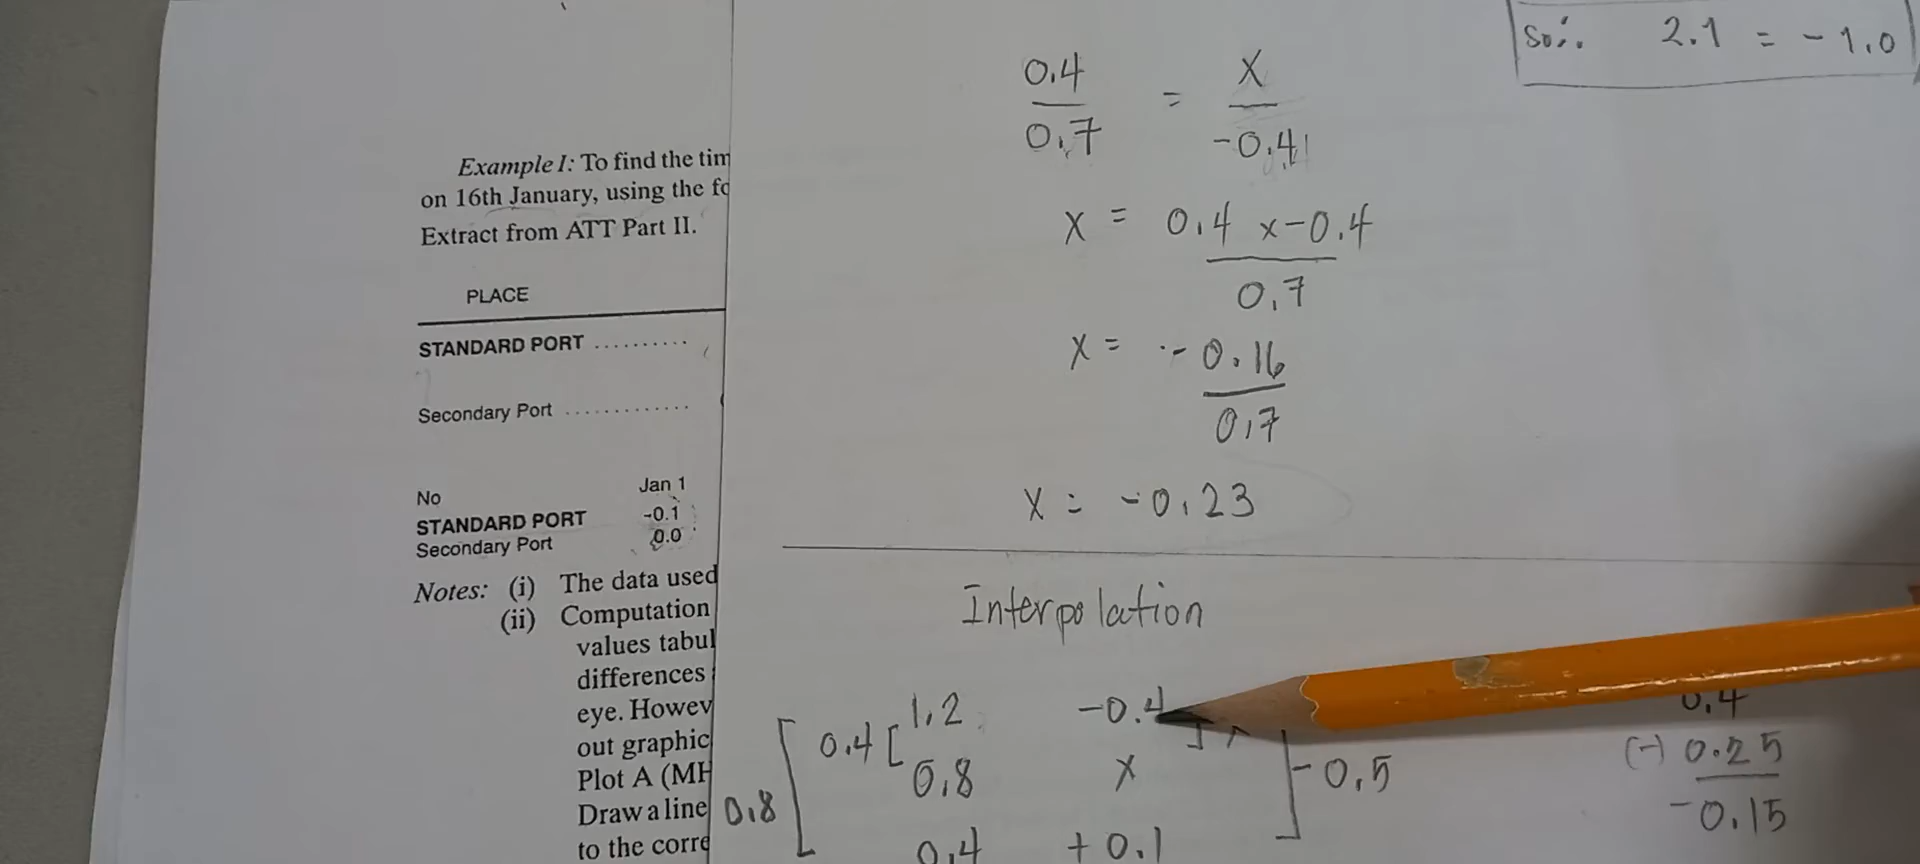 Example I: To find the tim
on 16th January, using the fo
Extract from ATT Part II.
PLACE
STANDARD PORT ..........
Secondary Port .............
No Jan 1
STANDARD PORT -0.1
Secondary Port 0.0
Notes: (i) The data used
(ii) Computation
values tabul
differences
eye. Howev
out graphic
Plot A (MH
Draw a line
to the corre
So: 2.1 = -1.0
0.4 / 0.7 = X / -0.4
X = 0.4 x -0.4 / 0.7
X = -0.16 / 0.7
X = -0.23
Interpolation
0.4 [ 1.2 -0.4 ] X
0.8 X
0.8 [ ] -0.5
0.4 +0.1
0.4
(-) 0.25
-0.15